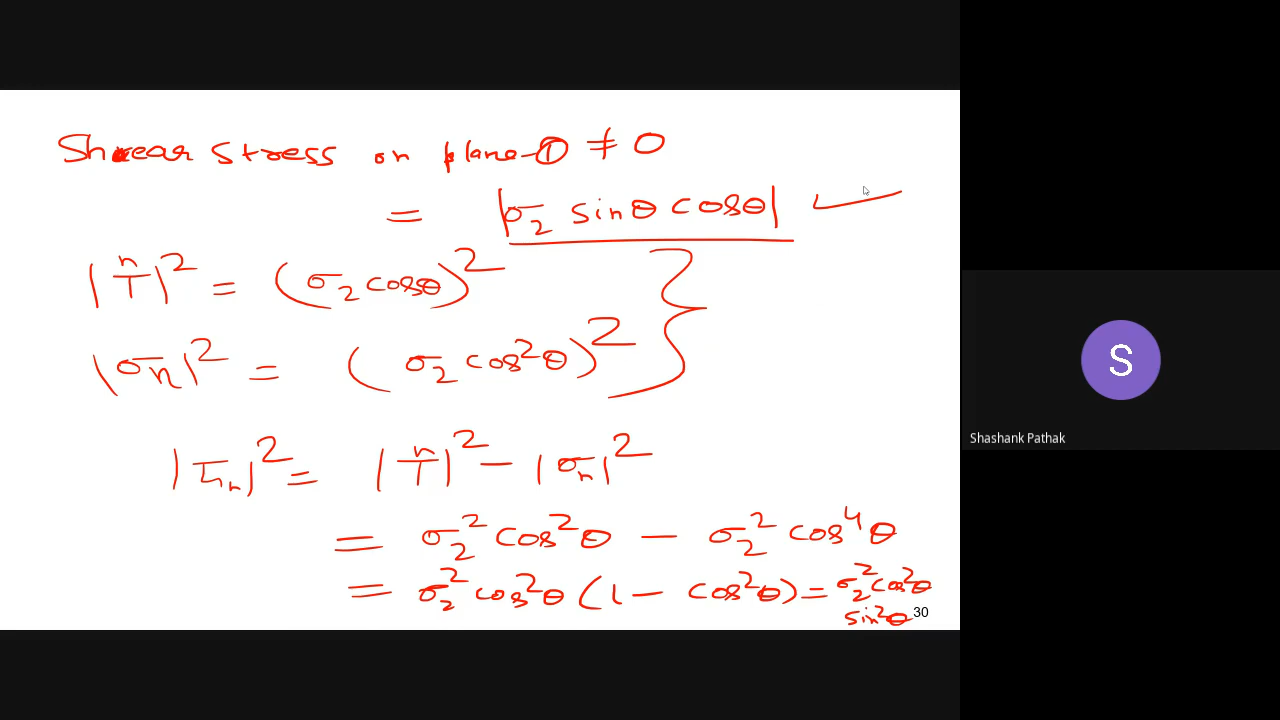 Shear stress on plane-① ≠ 0
= |σ₂ sinθ cosθ|
|ⁿT|² = (σ₂ cosθ)²
|σₙ|² = (σ₂ cos²θ)²
|τₙ|² = |ⁿT|² − |σₙ|²
= σ₂² cos²θ − σ₂² cos⁴θ
= σ₂² cos²θ (1 − cos²θ) = σ₂² cos²θ
sin²θ
30
S
Shashank Pathak